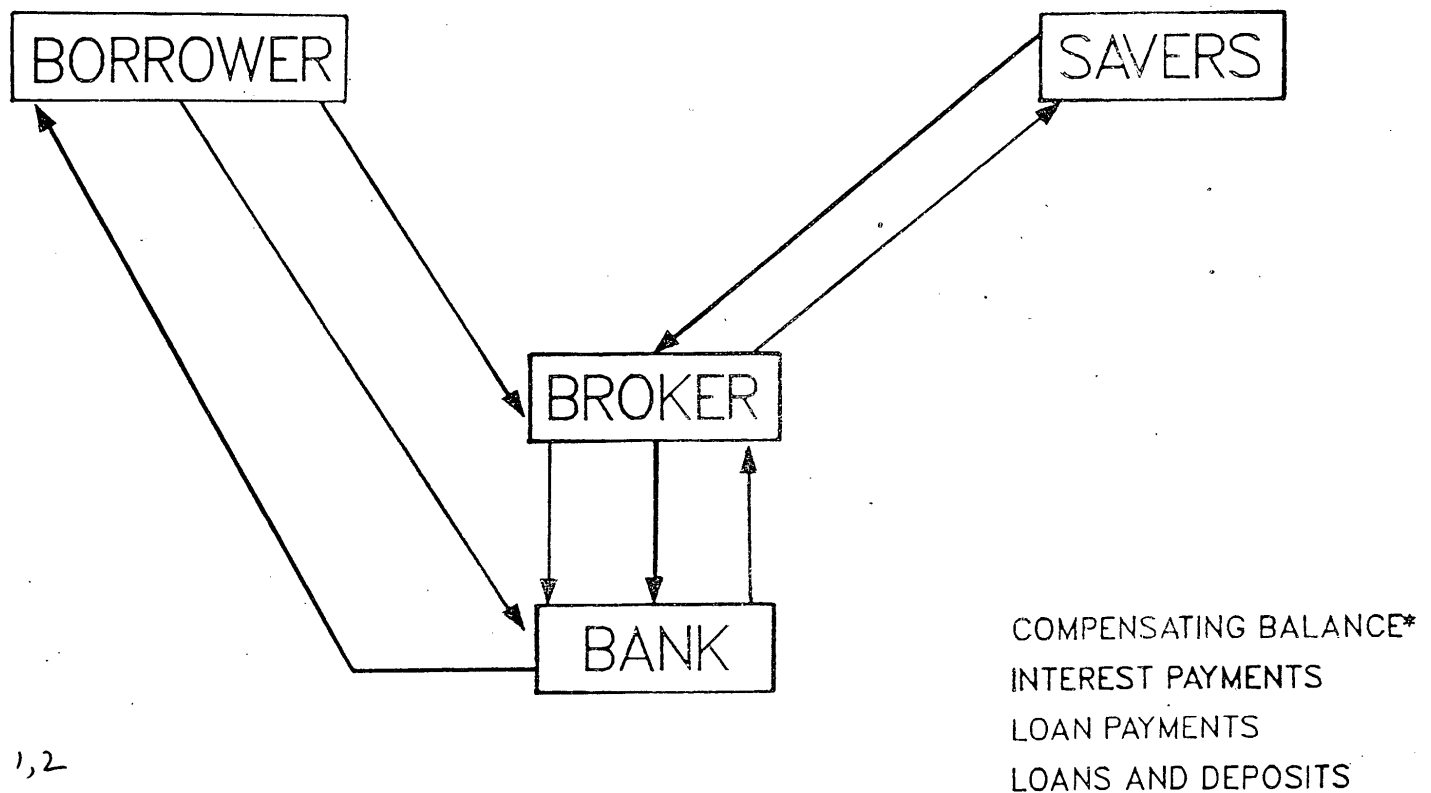 BORROWER
SAVERS
BROKER
BANK
COMPENSATING BALANCE*
INTEREST PAYMENTS
LOAN PAYMENTS
LOANS AND DEPOSITS
1,2